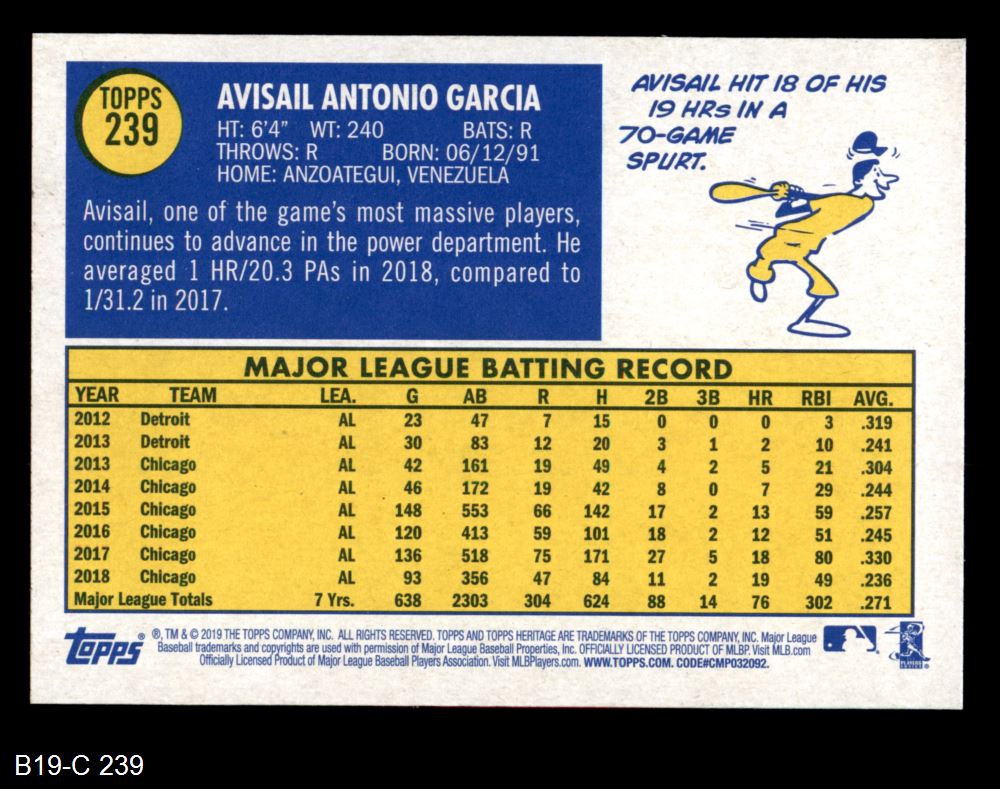 TOPPS
239
AVISAIL ANTONIO GARCIA
HT: 6'4" WT: 240 BATS: R
THROWS: R BORN: 06/12/91
HOME: ANZOATEGUI, VENEZUELA
Avisail, one of the game's most massive players,
continues to advance in the power department. He
averaged 1 HR/20.3 PAs in 2018, compared to
1/31.2 in 2017.
AVISAIL HIT 18 OF HIS
19 HRs IN A
70-GAME
SPURT.
MAJOR LEAGUE BATTING RECORD
YEAR TEAM LEA. G AB R H 2B 3B HR RBI AVG.
2012 Detroit AL 23 47 7 15 0 0 0 3 .319
2013 Detroit AL 30 83 12 20 3 1 2 10 .241
2013 Chicago AL 42 161 19 49 4 2 5 21 .304
2014 Chicago AL 46 172 19 42 8 0 7 29 .244
2015 Chicago AL 148 553 66 142 17 2 13 59 .257
2016 Chicago AL 120 413 59 101 18 2 12 51 .245
2017 Chicago AL 136 518 75 171 27 5 18 80 .330
2018 Chicago AL 93 356 47 84 11 2 19 49 .236
Major League Totals 7 Yrs. 638 2303 304 624 88 14 76 302 .271
topps ® ®, TM & © 2019 THE TOPPS COMPANY, INC. ALL RIGHTS RESERVED. TOPPS AND TOPPS HERITAGE ARE TRADEMARKS OF THE TOPPS COMPANY, INC. Major League
Baseball trademarks and copyrights are used with permission of Major League Baseball Properties, Inc. OFFICIALLY LICENSED PRODUCT OF MLBP. Visit MLB.com
Officially Licensed Product of Major League Baseball Players Association. Visit MLBPlayers.com. WWW.TOPPS.COM. CODE#CMP032092.
B19-C 239